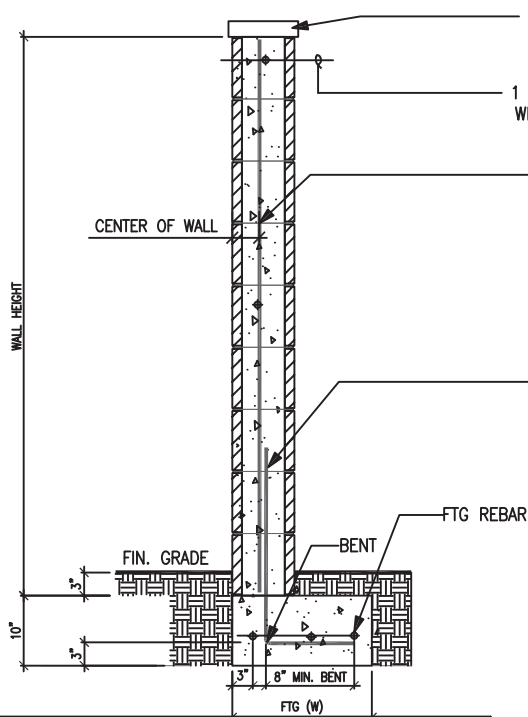 1
WI
CENTER OF WALL
WALL HEIGHT
FTG REBAR
BENT
FIN. GRADE
3"
10"
3"
3"
8" MIN. BENT
FTG (W)